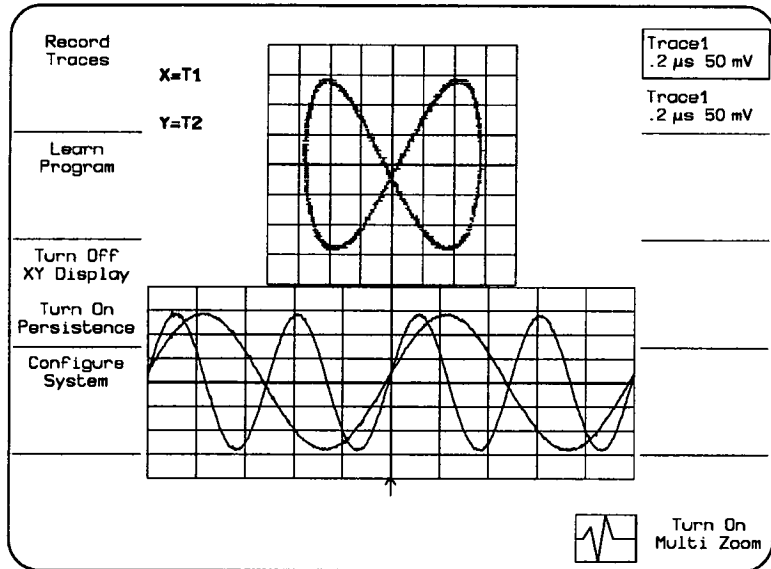 Record
Traces
X=T1
Y=T2
Learn
Program
Turn Off
XY Display
Turn On
Persistence
Configure
System
Trace1
.2 µs 50 mV
Trace1
.2 µs 50 mV
Turn On
Multi Zoom